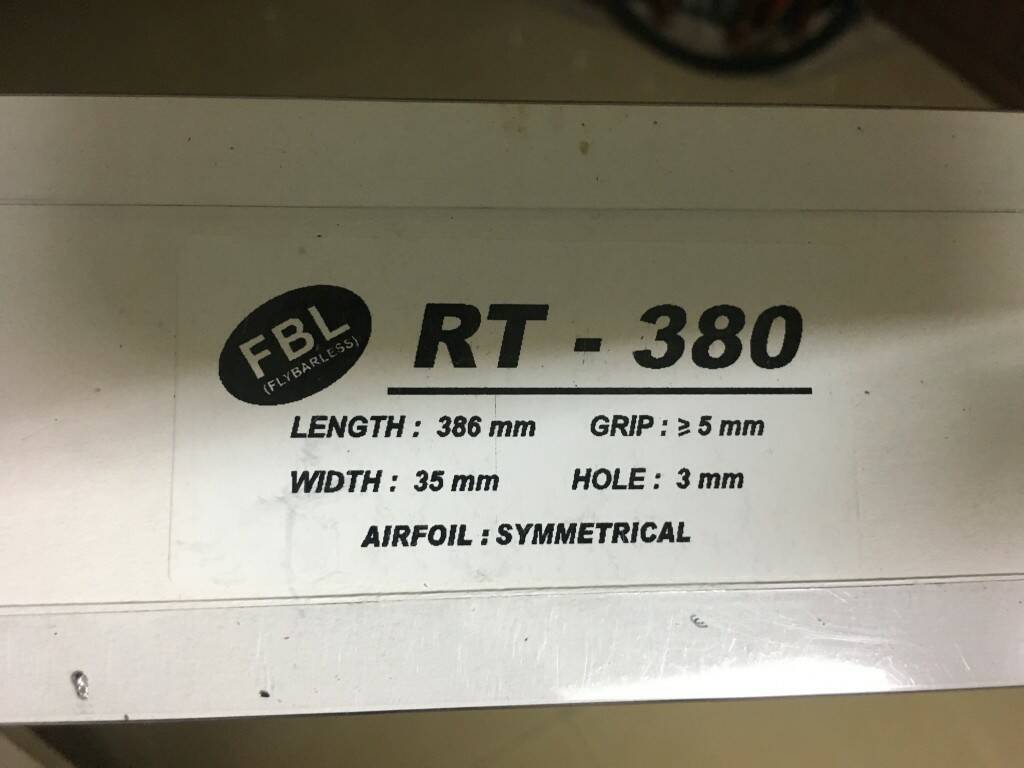 FBL
(FLYBARLESS)
RT - 380
LENGTH : 386 mm GRIP : ≥ 5 mm
WIDTH : 35 mm HOLE : 3 mm
AIRFOIL : SYMMETRICAL